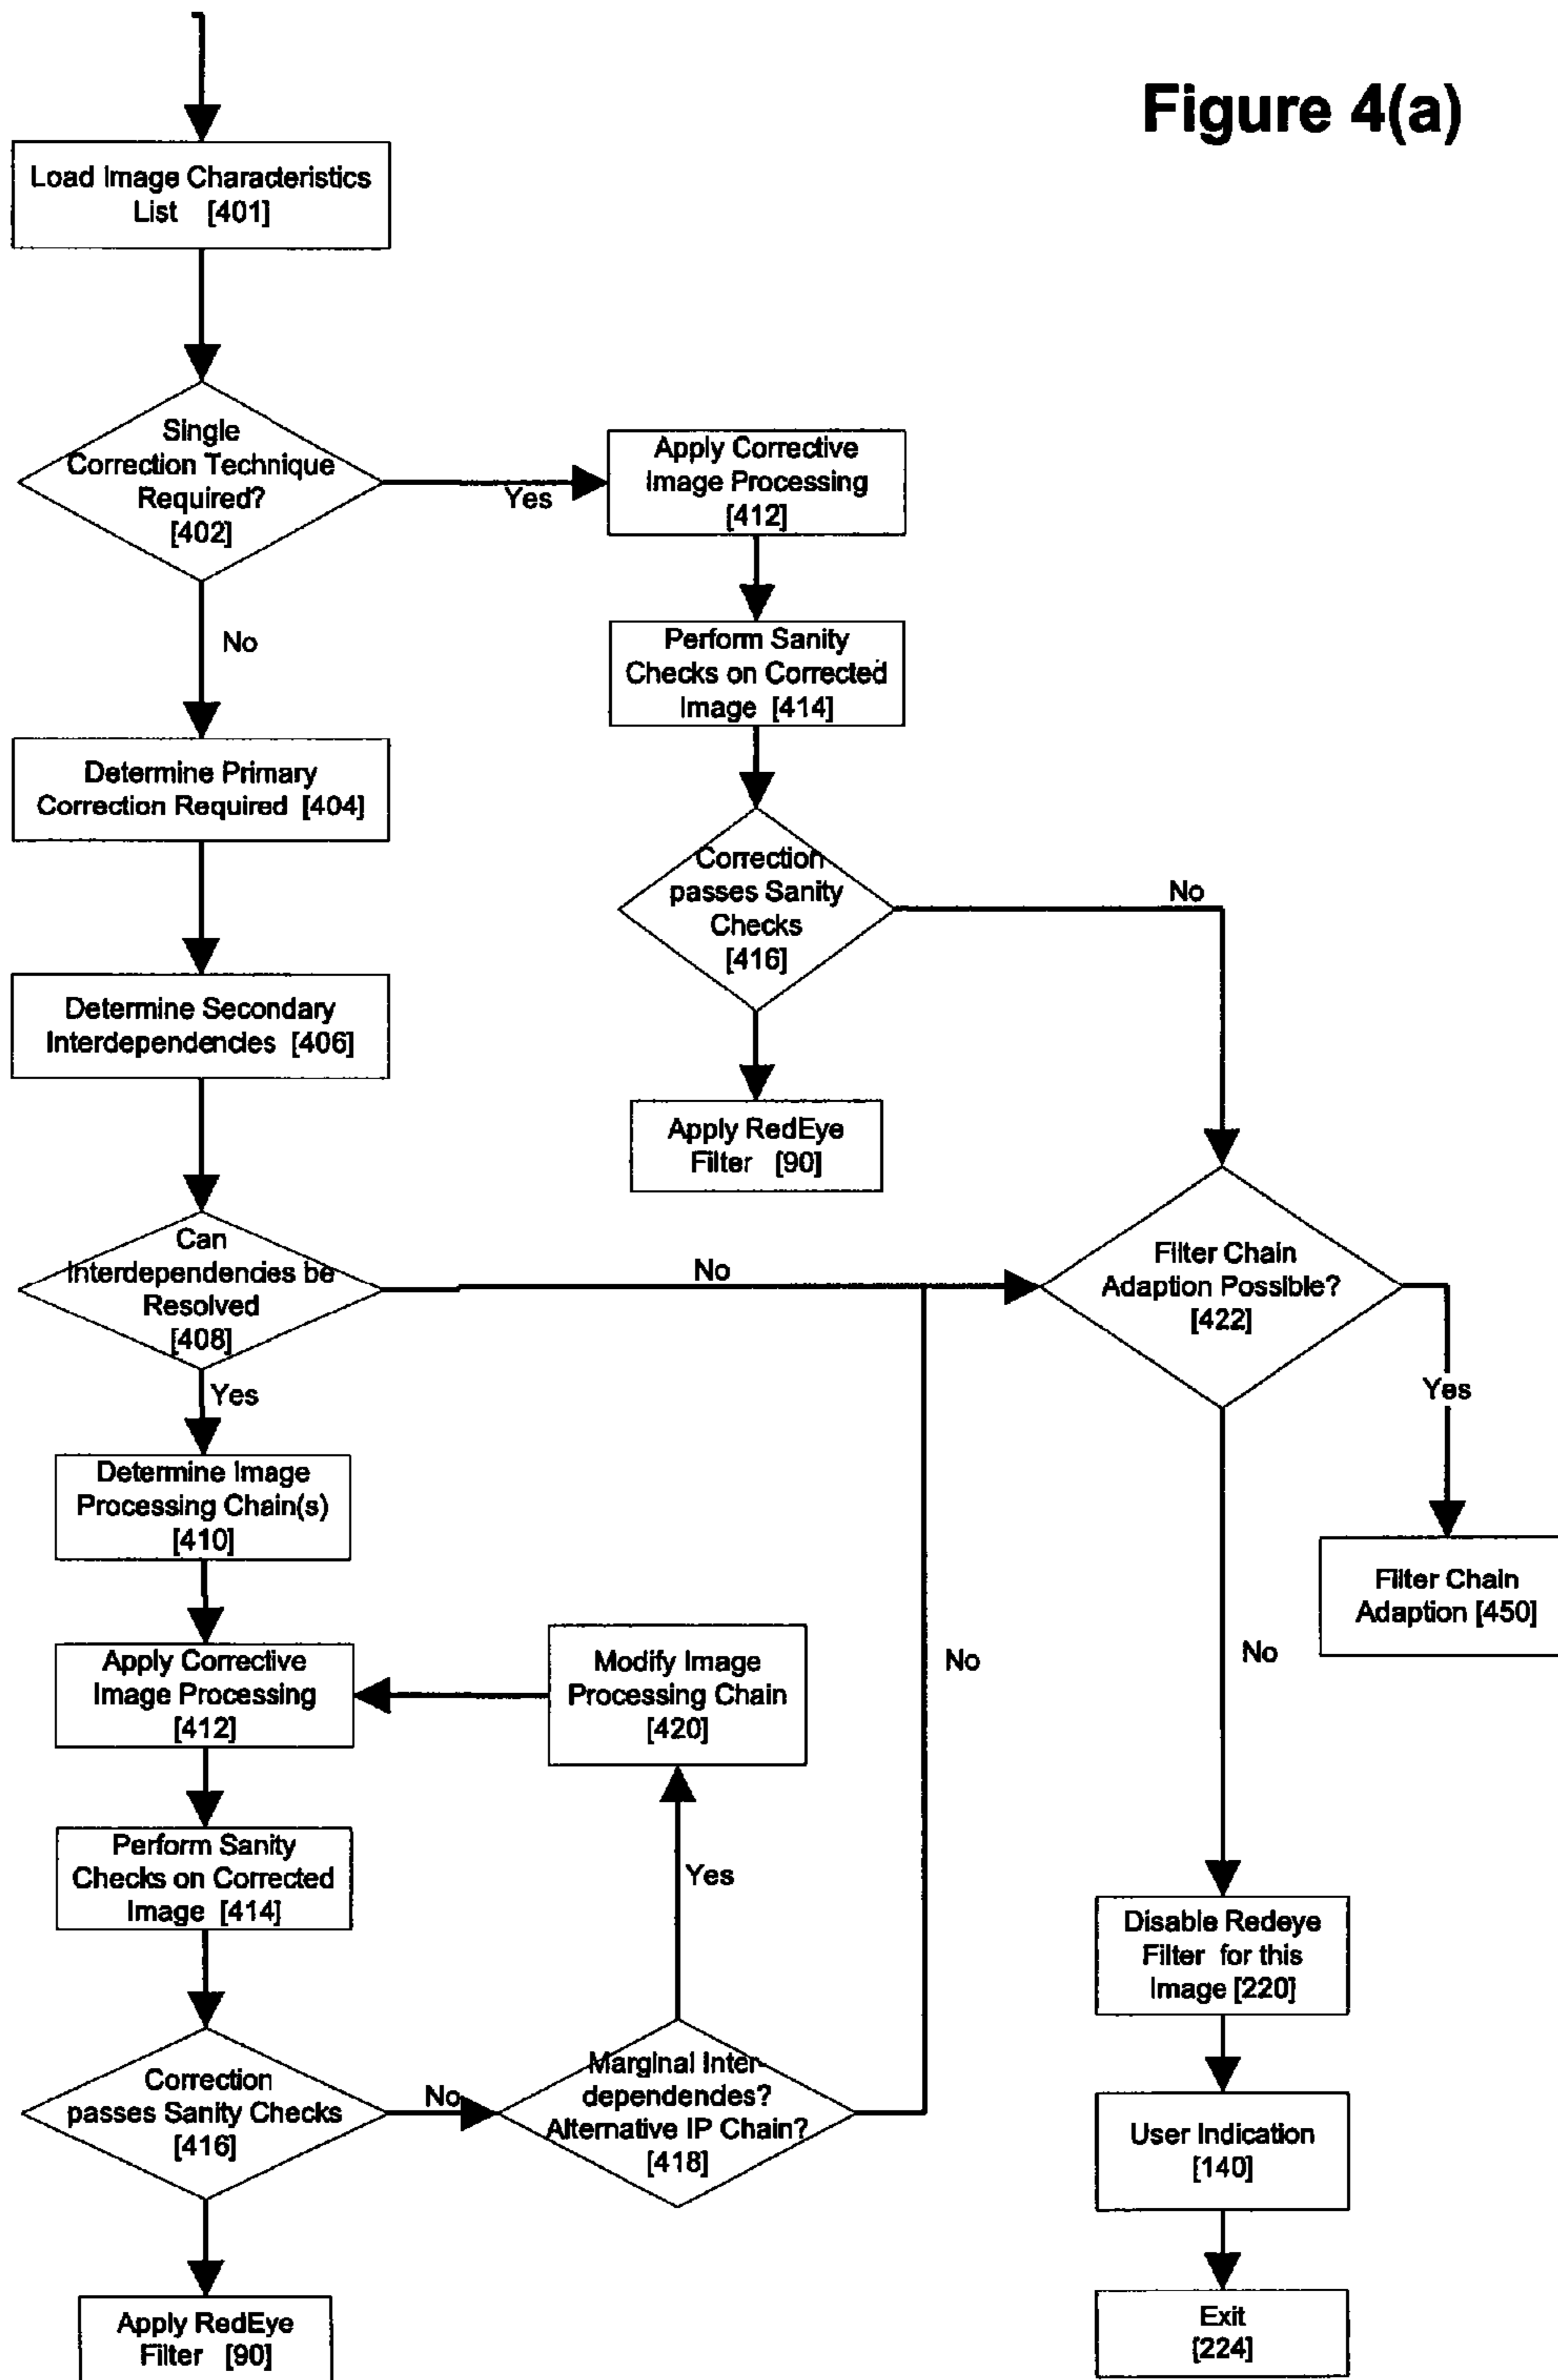 Figure 4(a)
Load Image Characteristics
List [401]
Single
Correction Technique
Required?
[402]
Yes
No
Apply Corrective
Image Processing
[412]
Perform Sanity
Checks on Corrected
Image [414]
Correction
passes Sanity
Checks
[416]
No
Apply RedEye
Filter [90]
Determine Primary
Correction Required [404]
Determine Secondary
Interdependencies [406]
Can
Interdependencies be
Resolved
[408]
No
Yes
Filter Chain
Adaption Possible?
[422]
Yes
No
Filter Chain
Adaption [450]
Determine Image
Processing Chain(s)
[410]
Apply Corrective
Image Processing
[412]
Modify Image
Processing Chain
[420]
No
Perform Sanity
Checks on Corrected
Image [414]
Yes
Correction
passes Sanity Checks
[416]
No
Marginal Inter-
dependencies?
Alternative IP Chain?
[418]
Apply RedEye
Filter [90]
Disable Redeye
Filter for this
Image [220]
User Indication
[140]
Exit
[224]